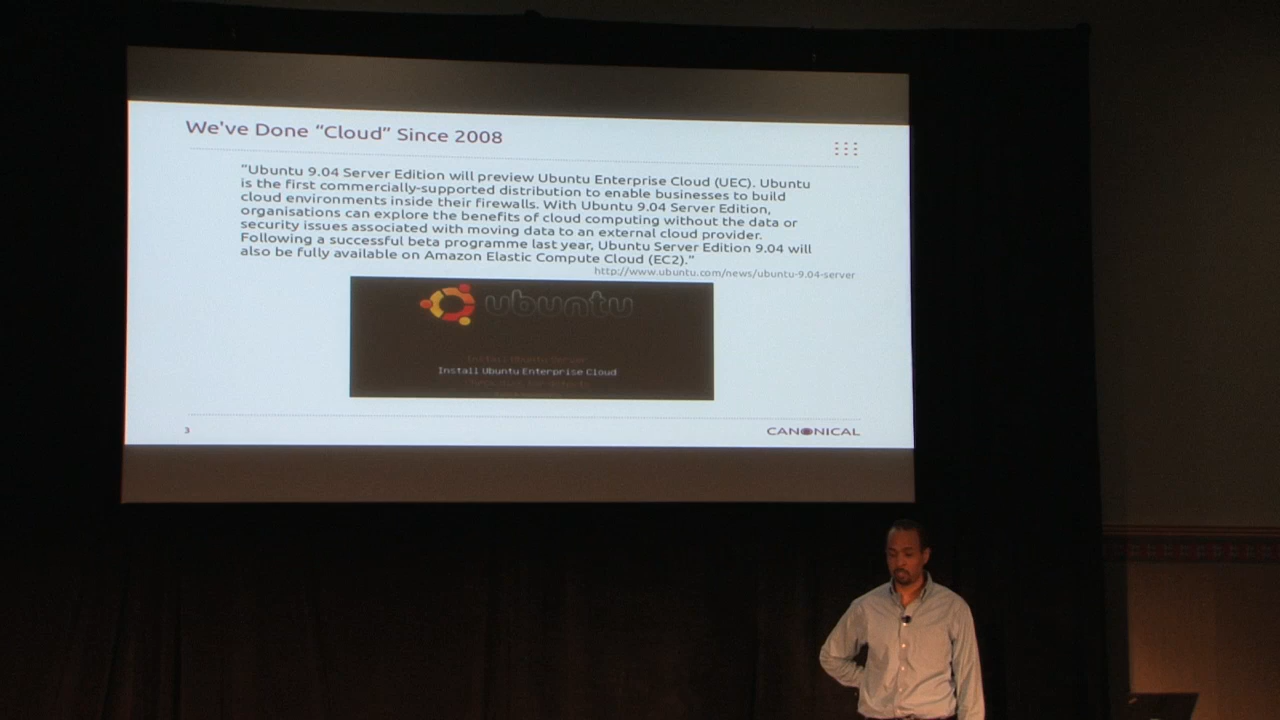 We've Done “Cloud” Since 2008
"Ubuntu 9.04 Server Edition will preview Ubuntu Enterprise Cloud (UEC). Ubuntu
is the first commercially-supported distribution to enable businesses to build
cloud environments inside their firewalls. With Ubuntu 9.04 Server Edition,
organisations can explore the benefits of cloud computing without the data or
security issues associated with moving data to an external cloud provider.
Following a successful beta programme last year, Ubuntu Server Edition 9.04 will
also be fully available on Amazon Elastic Compute Cloud (EC2)."
http://www.ubuntu.com/news/ubuntu-9.04-server
ubuntu
Install Ubuntu Server
Install Ubuntu Enterprise Cloud
3
CANONICAL